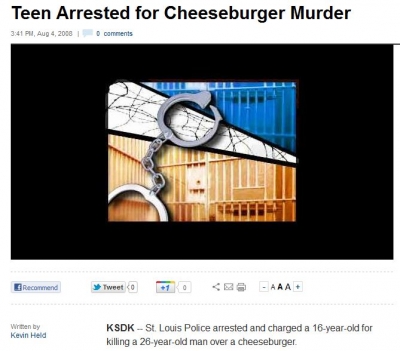 Teen Arrested for Cheeseburger Murder
3:41 PM, Aug 4, 2008 | 0 comments
Recommend Tweet 0 +1 0 - A A A A +
Written by KSDK -- St. Louis Police arrested and charged a 16-year-old for
Kevin Held killing a 26-year-old man over a cheeseburger.